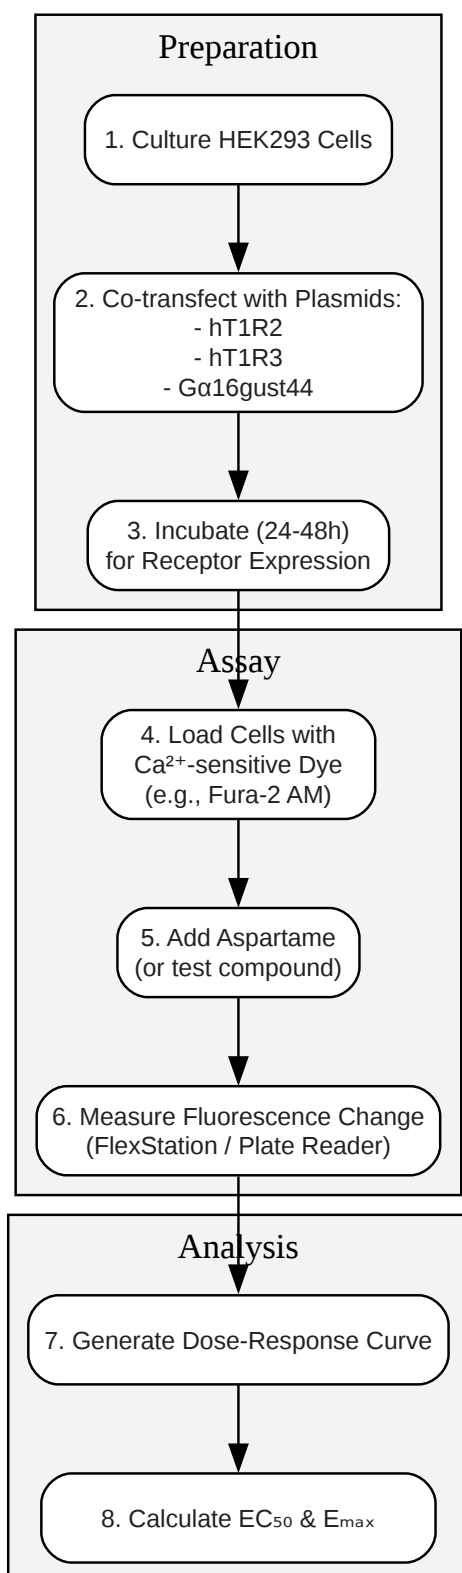 Preparation
1. Culture HEK293 Cells
2. Co-transfect with Plasmids:
- hT1R2
- hT1R3
- Gα16gust44
3. Incubate (24-48h)
for Receptor Expression
Assay
4. Load Cells with
Ca²⁺-sensitive Dye
(e.g., Fura-2 AM)
5. Add Aspartame
(or test compound)
6. Measure Fluorescence Change
(FlexStation / Plate Reader)
Analysis
7. Generate Dose-Response Curve
8. Calculate EC₅₀ & Eₘₐₓ